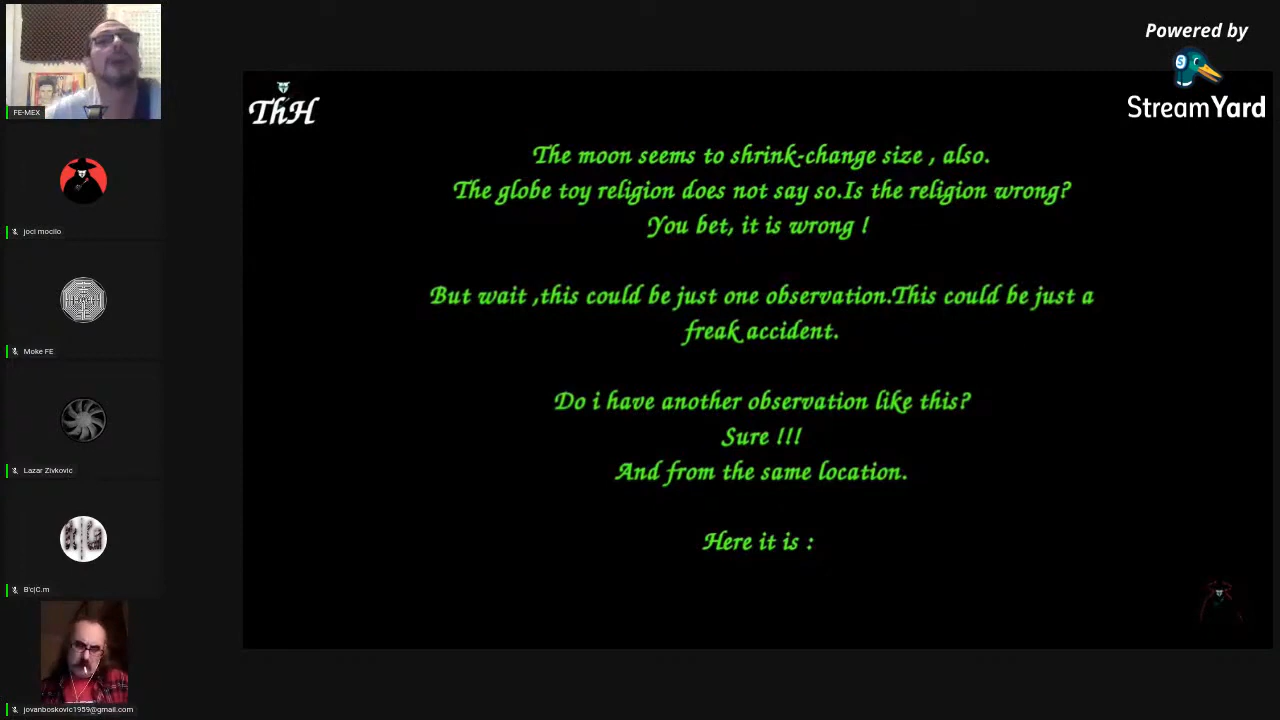 Powered by
StreamYard
FE-MEX
ThH
The moon seems to shrink-change size , also.
The globe toy religion does not say so.Is the religion wrong?
You bet, it is wrong !
joci mocilo
But wait ,this could be just one observation.This could be just a
freak accident.
Moke FE
Do i have another observation like this?
Sure !!!
And from the same location.
Lazar Zivkovic
Here it is :
B'c|C.m
jovanboskovic1959@gmail.com